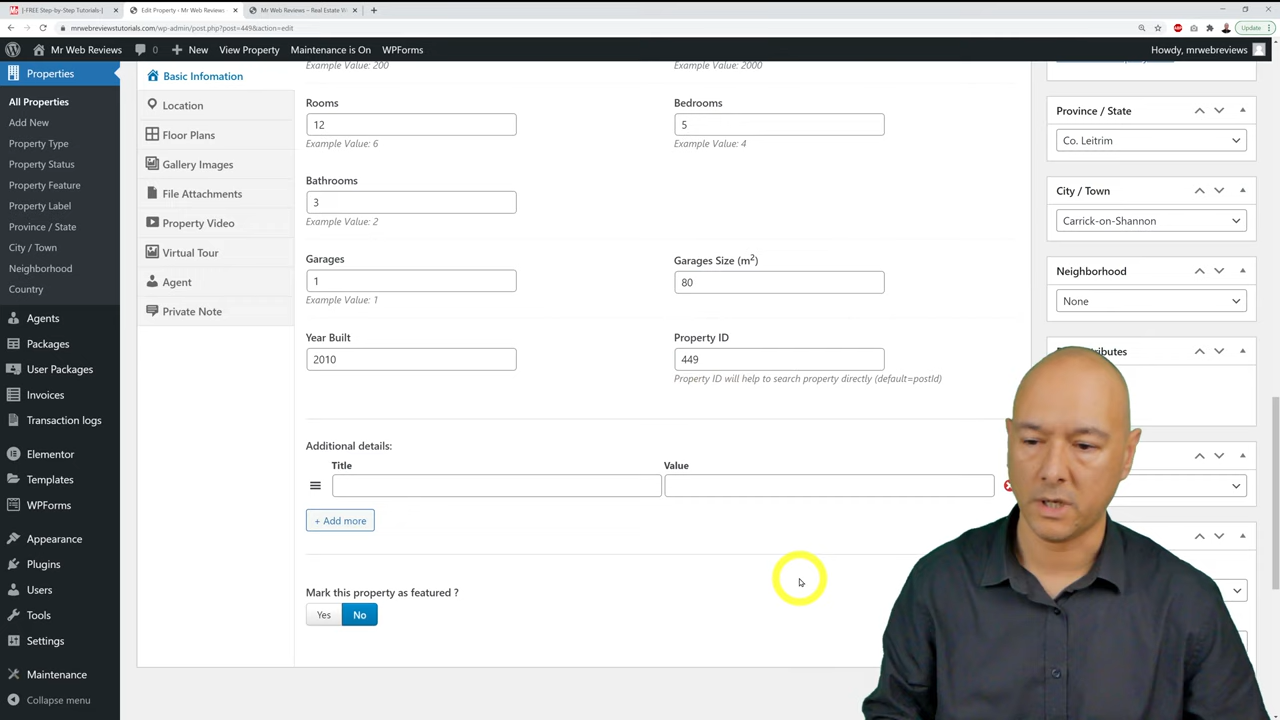 [-FREE Step-by-Step Tutorials-]
Edit Property ‹ Mr Web Reviews
Mr Web Reviews – Real Estate W
mrwebreviewstutorials.com/wp-admin/post.php?post=449&action=edit
Update
Mr Web Reviews
0
New
View Property
Maintenance is On
WPForms
Howdy, mrwebreviews
Properties
All Properties
Add New
Property Type
Property Status
Property Feature
Property Label
Province / State
City / Town
Neighborhood
Country
Agents
Packages
User Packages
Invoices
Transaction logs
Elementor
Templates
WPForms
Appearance
Plugins
Users
Tools
Settings
Maintenance
Collapse menu
Basic Infomation
Location
Floor Plans
Gallery Images
File Attachments
Property Video
Virtual Tour
Agent
Private Note
Example Value: 200
Example Value: 2000
Rooms
Bedrooms
12
5
Example Value: 6
Example Value: 4
Bathrooms
3
Example Value: 2
Garages
Garages Size (m²)
1
80
Example Value: 1
Year Built
Property ID
2010
449
Property ID will help to search property directly (default=postId)
Additional details:
Title
Value
+ Add more
Mark this property as featured ?
Yes
No
Province / State
Co. Leitrim
City / Town
Carrick-on-Shannon
Neighborhood
None